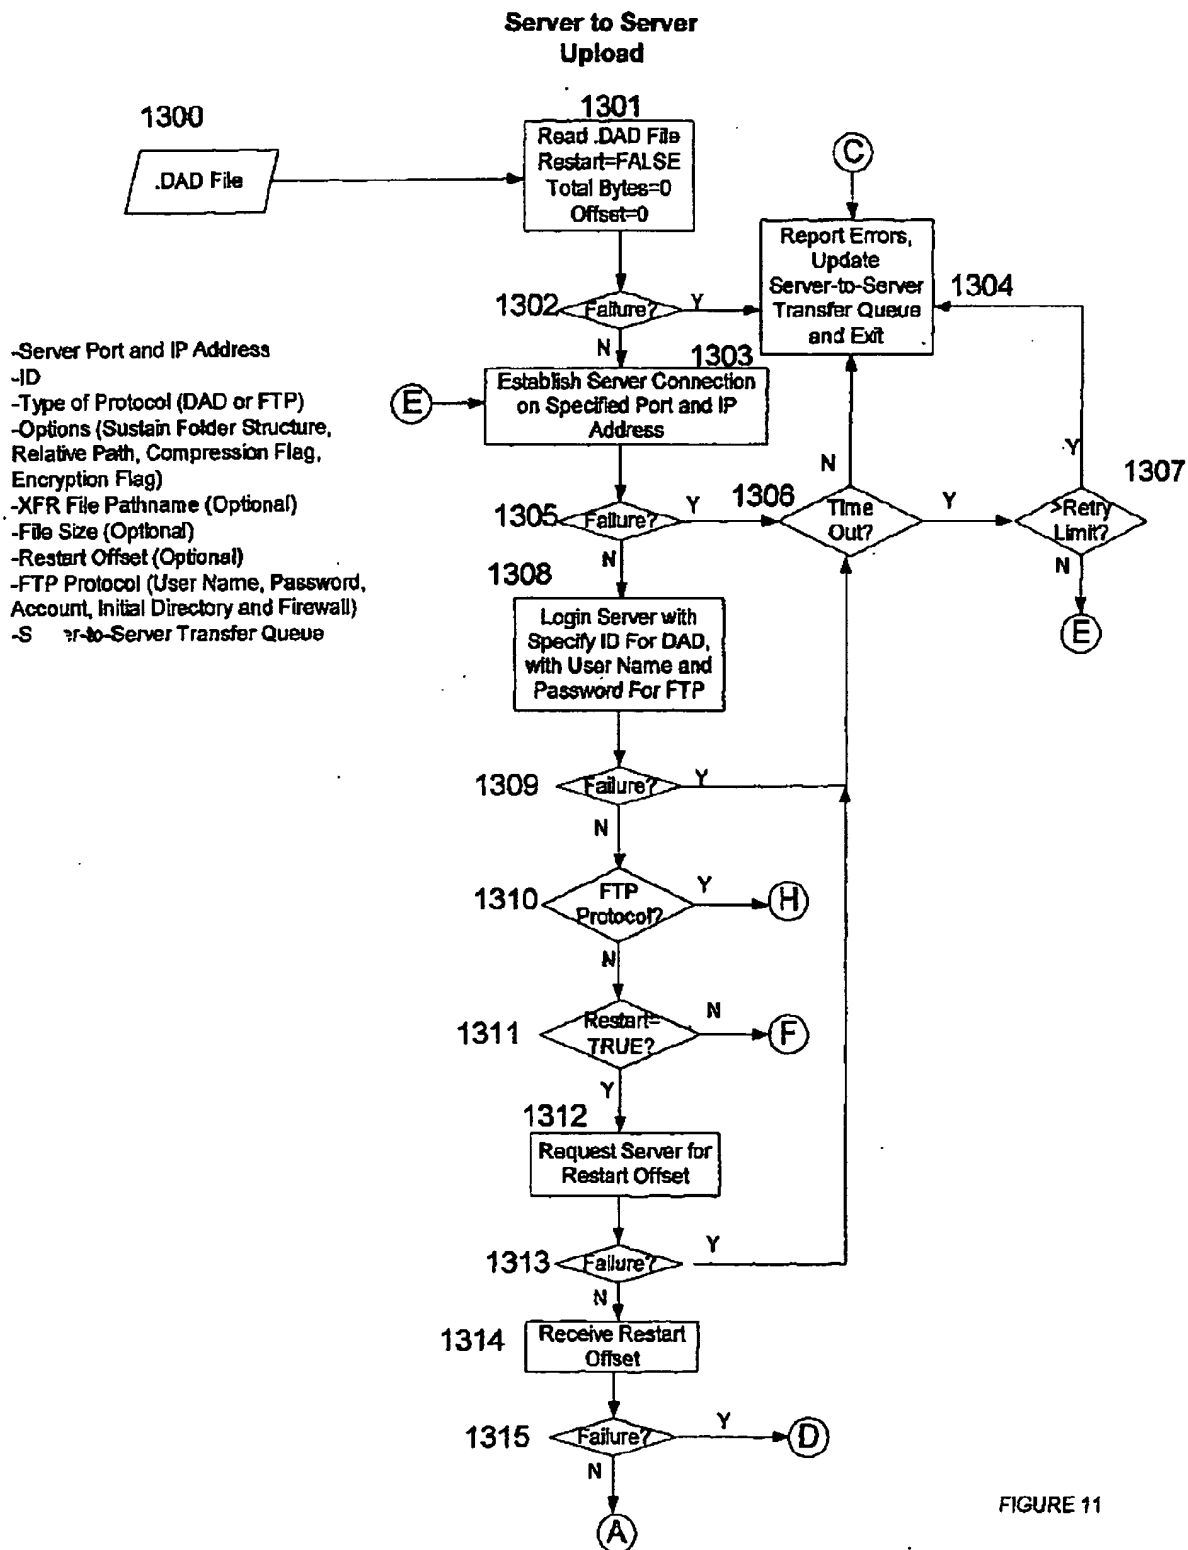 Server to Server
Upload
1300
.DAD File
1301
Read .DAD File
Restart=FALSE
Total Bytes=0
Offset=0
C
Report Errors,
Update
Server-to-Server
Transfer Queue
and Exit
1304
1302
Failure?
Y
N
1303
-Server Port and IP Address
-ID
-Type of Protocol (DAD or FTP)
-Options (Sustain Folder Structure,
Relative Path, Compression Flag,
Encryption Flag)
-XFR File Pathname (Optional)
-File Size (Optional)
-Restart Offset (Optional)
-FTP Protocol (User Name, Password,
Account, Initial Directory and Firewall)
to-Server Transfer Queue
E
Establish Server Connection
on Specified Port and IP
Address
N
Y
1307
1305
Failure?
Y
1306
Time
Out?
Y
>Retry
Limit?
N
N
E
1308
Login Server with
Specify ID For DAD,
with User Name and
Password For FTP
1309
Failure?
Y
N
1310
FTP
Protocol?
Y
H
N
1311
Restart=
TRUE?
N
F
Y
1312
Request Server for
Restart Offset
1313
Failure?
Y
N
1314
Receive Restart
Offset
1315
Failure?
Y
D
N
A
FIGURE 11